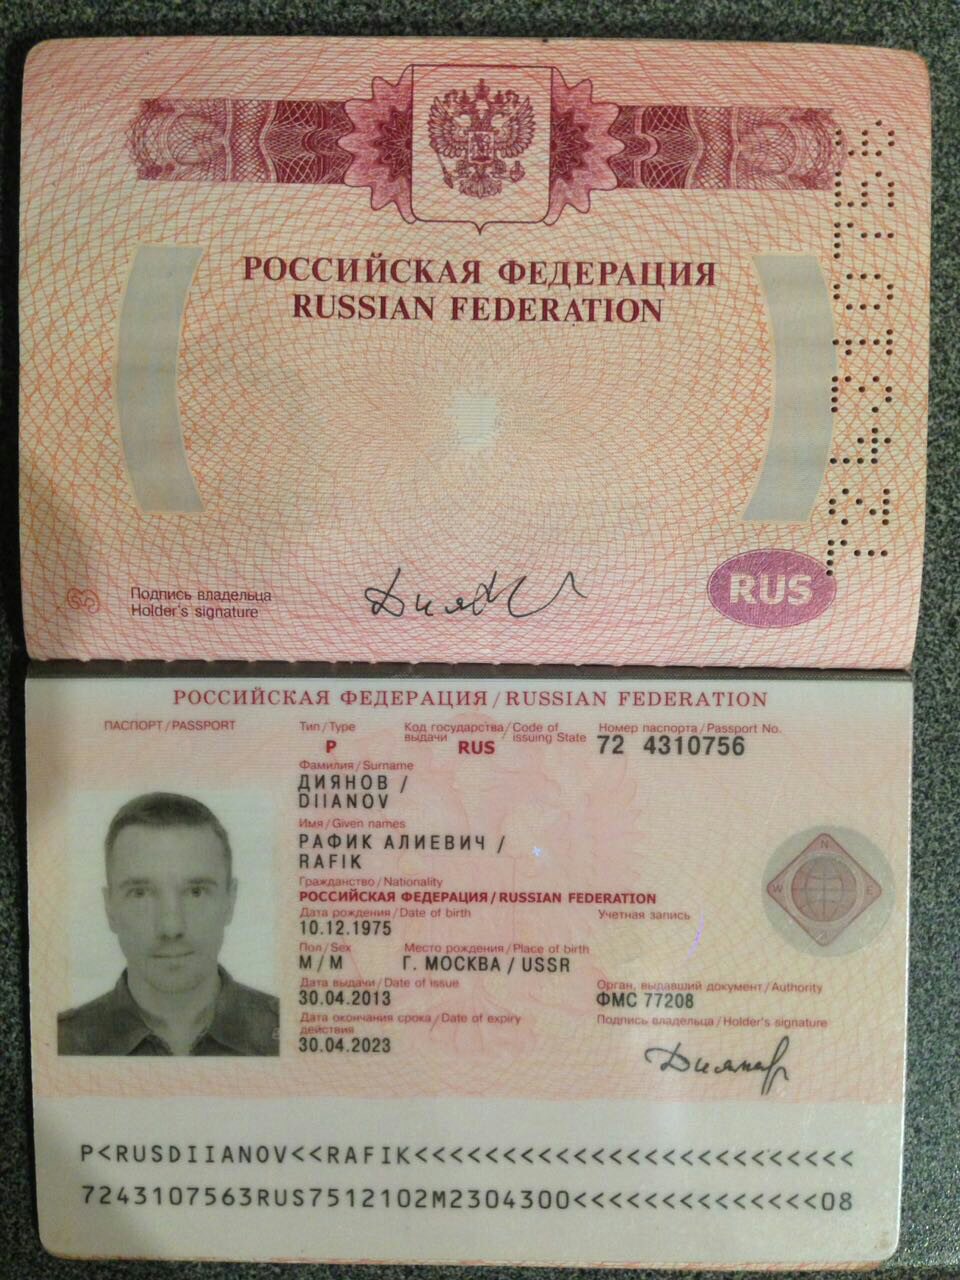 РОССИЙСКАЯ ФЕДЕРАЦИЯ
RUSSIAN FEDERATION
72 4310756
Подпись владельца
Holder's signature
RUS
РОССИЙСКАЯ ФЕДЕРАЦИЯ / RUSSIAN FEDERATION
ПАСПОРТ / PASSPORT
Тип / Type
P
Код государства / Code of
выдачи issuing State
RUS
Номер паспорта / Passport No.
72 4310756
Фамилия / Surname
ДИЯНОВ /
DIIANOV
Имя / Given names
РАФИК АЛИЕВИЧ /
RAFIK
Гражданство / Nationality
РОССИЙСКАЯ ФЕДЕРАЦИЯ / RUSSIAN FEDERATION
Дата рождения / Date of birth
10.12.1975
Учетная запись
Пол / Sex
М / M
Место рождения / Place of birth
Г. МОСКВА / USSR
Дата выдачи / Date of issue
30.04.2013
Орган, выдавший документ / Authority
ФМС 77208
Дата окончания срока / Date of expiry
действия
30.04.2023
Подпись владельца / Holder's signature
N
W
E
P<RUSDIIANOV<<RAFIK<<<<<<<<<<<<<<<<<<<<<<<<<
7243107563RUS7512102M2304300<<<<<<<<<<<<<<08